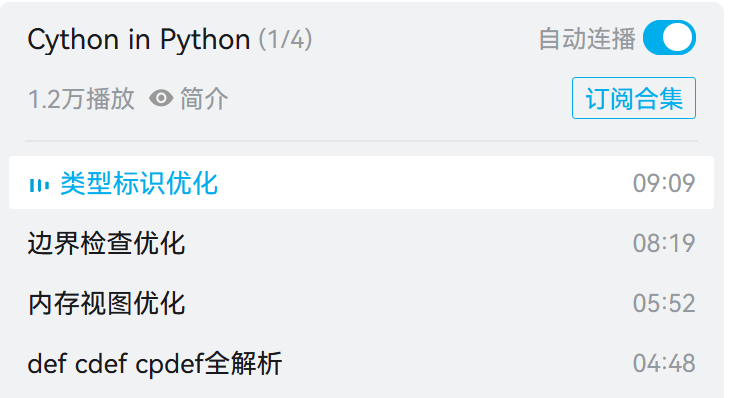 Cython in Python (1/4) 自动连播
1.2万播放 简介 订阅合集
类型标识优化 09:09
边界检查优化 08:19
内存视图优化 05:52
def cdef cpdef全解析 04:48